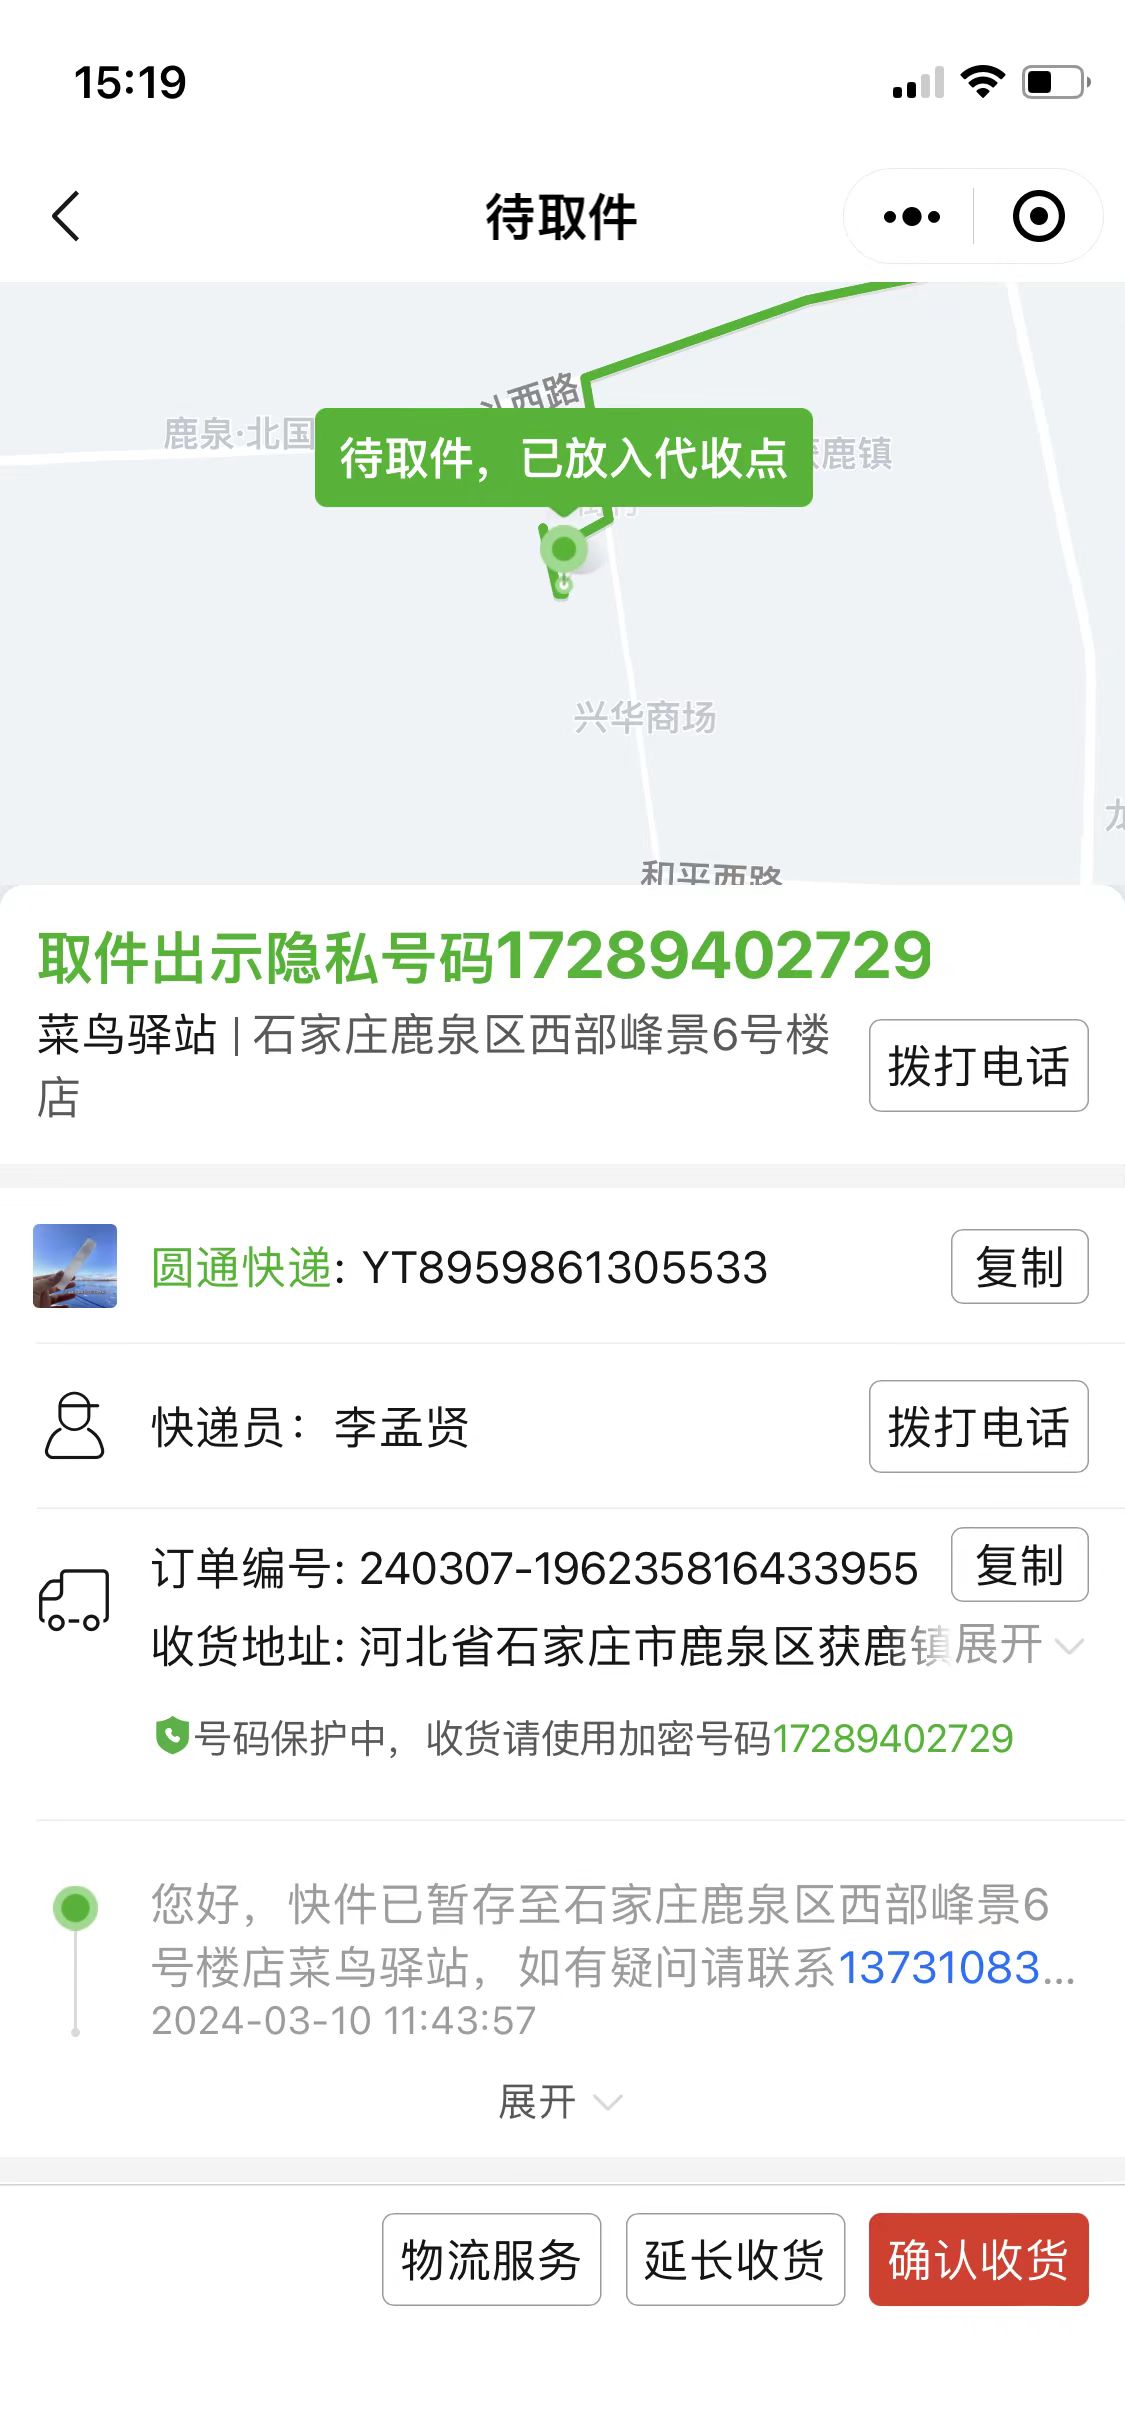 15:19
待取件
斗西路
鹿泉·北国
获鹿镇
待取件，已放入代收点
兴华商场
龙
和平西路
取件出示隐私号码17289402729
菜鸟驿站 | 石家庄鹿泉区西部峰景6号楼
店
拨打电话
圆通快递: YT8959861305533
复制
快递员：李孟贤
拨打电话
订单编号: 240307-196235816433955
复制
收货地址: 河北省石家庄市鹿泉区获鹿镇
展开
号码保护中，收货请使用加密号码17289402729
您好，快件已暂存至石家庄鹿泉区西部峰景6
号楼店菜鸟驿站，如有疑问请联系13731083...
2024-03-10 11:43:57
展开
物流服务
延长收货
确认收货